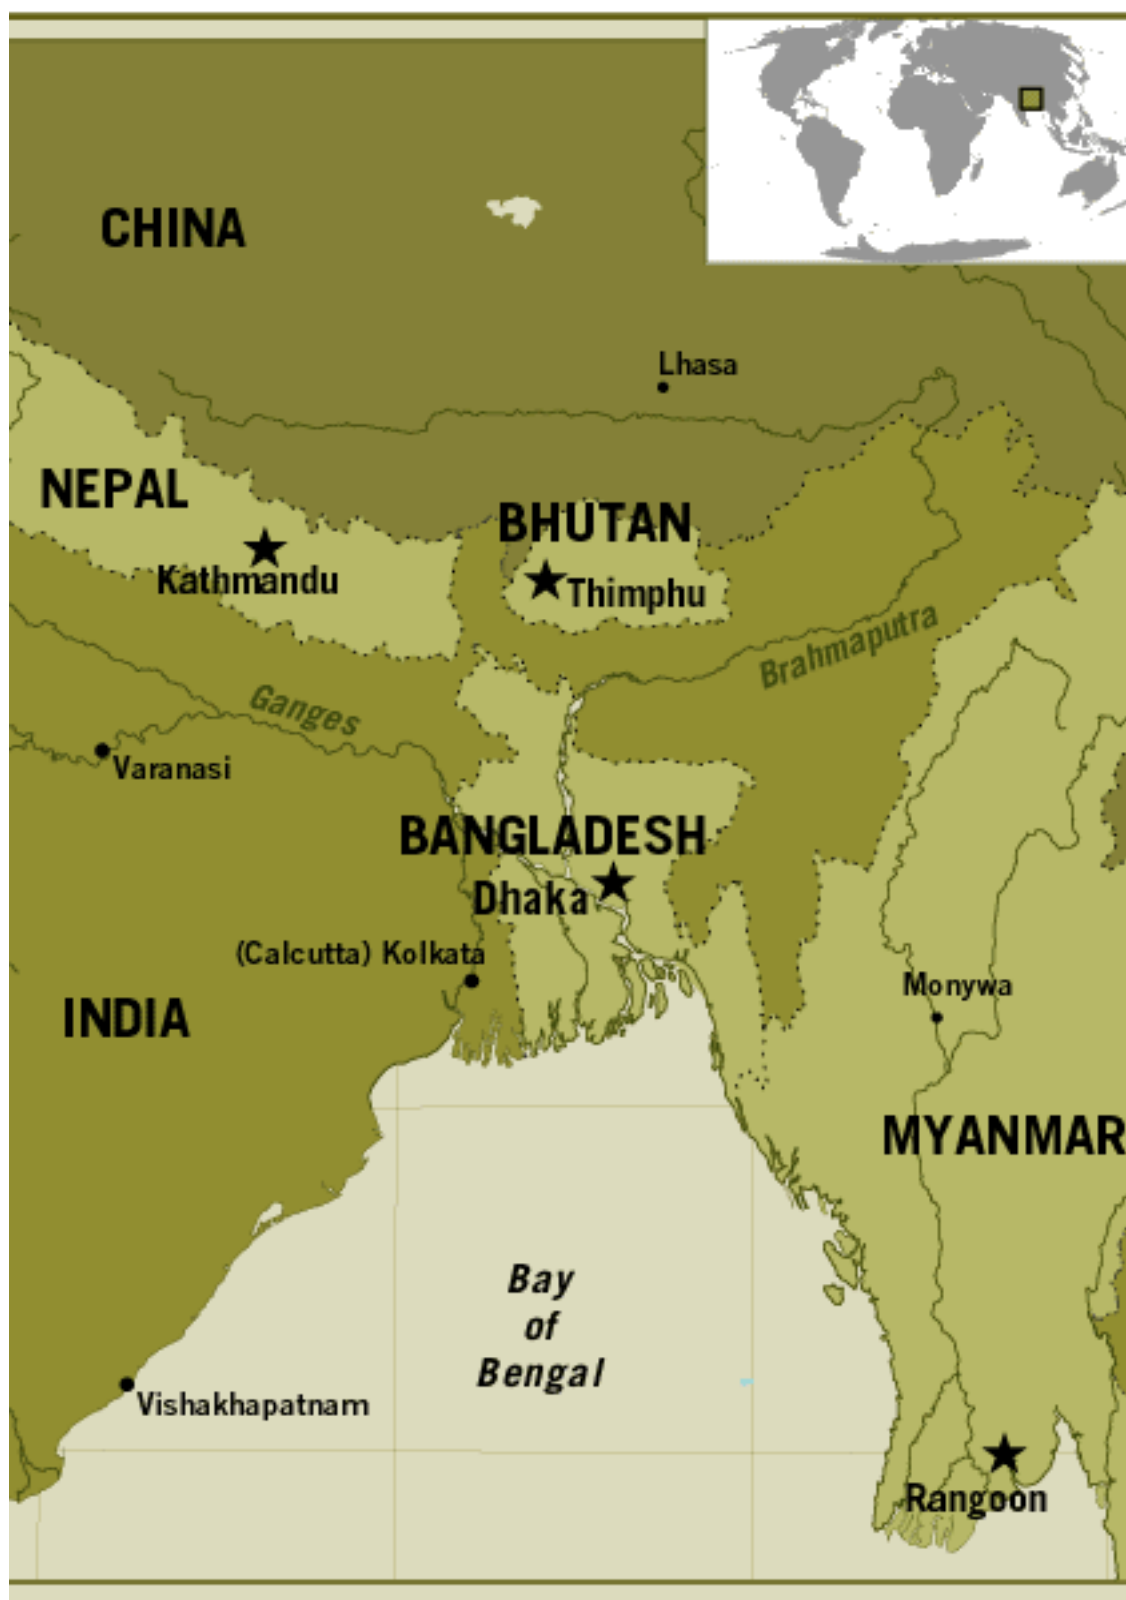 CHINA
Lhasa
NEPAL
BHUTAN
Kathmandu
Thimphu
Brahmaputra
Ganges
Varanasi
BANGLADESH
Dhaka
(Calcutta) Kolkata
Monywa
INDIA
MYANMAR
Bay
of
Bengal
Vishakhapatnam
Rangoon